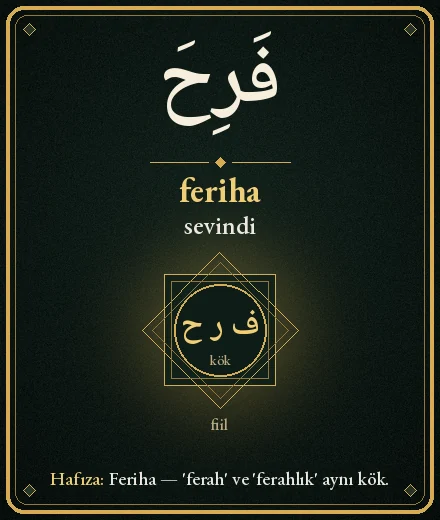 فَرِحَ
feriha
sevindi
ف ر ح
kök
fiil
Hafıza: Feriha — 'ferah' ve 'ferahlık' aynı kök.